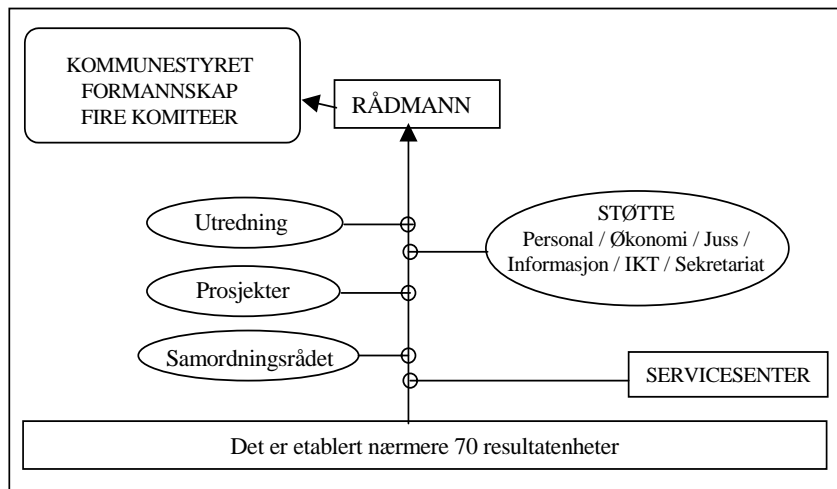 KOMMUNESTYRET
FORMANNSKAP
FIRE KOMITEER
RÅDMANN
Utredning
STØTTE
Personal / Økonomi / Juss /
Informasjon / IKT / Sekretariat
Prosjekter
Samordningsrådet
SERVICESENTER
Det er etablert nærmere 70 resultatenheter